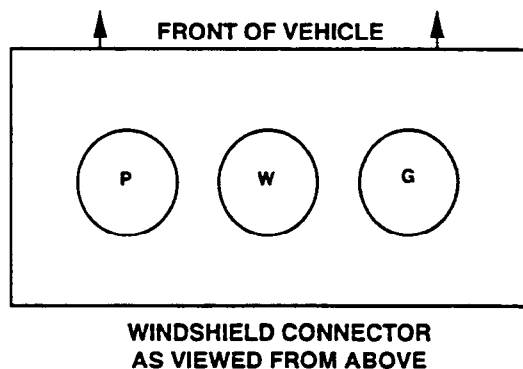 FRONT OF VEHICLE
P W G
WINDSHIELD CONNECTOR
AS VIEWED FROM ABOVE